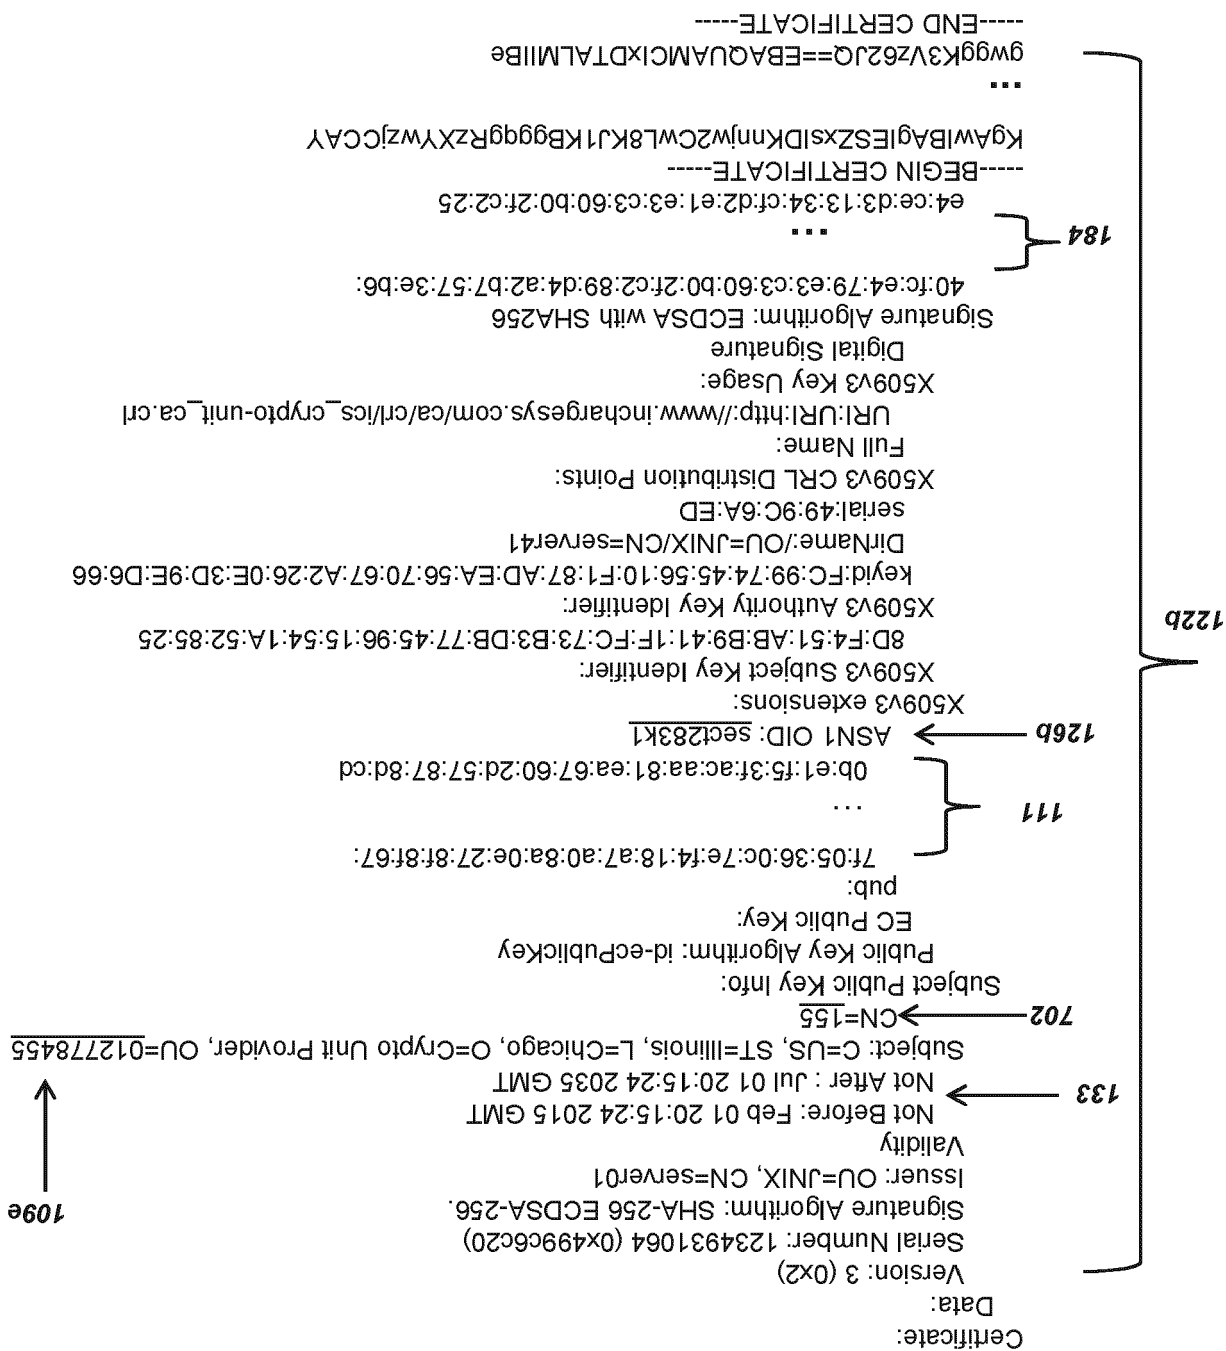 Certificate:
Data:
Version: 3 (0x2)
Serial Number: 1234931064 (0x499c6c20)
Signature Algorithm: SHA-256 ECDSA-256.
Issuer: OU=JNIX, CN=server01
109e
Validity
Not Before: Feb 01 20:15:24 2015 GMT
133
Not After : Jul 01 20:15:24 2035 GMT
Subject: C=US, ST=Illinois, L=Chicago, O=Crypto Unit Provider, OU=012778455
702
CN=155
Subject Public Key Info:
Public Key Algorithm: id-ecPublicKey
EC Public Key:
pub:
7f:05:36:0c:7e:f4:18:a7:a0:8a:0e:27:8f:8f:67:
111
...
0b:e1:f5:3f:ac:aa:81:ea:67:60:2d:57:87:8d:cd
126b
ASN1 OID: sect283k1
X509v3 extensions:
X509v3 Subject Key Identifier:
8D:F4:51:AB:B9:41:1F:FC:73:B3:DB:77:45:96:15:54:1A:52:85:25
122b
X509v3 Authority Key Identifier:
keyid:FC:99:74:45:56:10:F1:87:AD:EA:56:70:67:A2:26:0E:3D:9E:D6:66
DirName:/OU=JNIX/CN=server41
serial:49:9C:6A:ED
X509v3 CRL Distribution Points:
Full Name:
URI:URI:http://www.inchargesys.com/ca/crl/ics_crypto-unit_ca.crl
X509v3 Key Usage:
Digital Signature
Signature Algorithm: ECDSA with SHA256
40:fc:e4:79:e3:c3:60:b0:2f:c2:89:d4:a2:b7:57:3e:b6:
184
...
e4:ce:d3:13:34:cf:d2:e1:e3:c3:60:b0:2f:c2:25
-----BEGIN CERTIFICATE-----
KgAwIBAgIESZxsIDKnnjw2CwL8KJ1KBggqgRzXYwzjCCAY
...
gwggK3Vz62JQ==EBAQUAMCIxDTALMIIBe
-----END CERTIFICATE-----